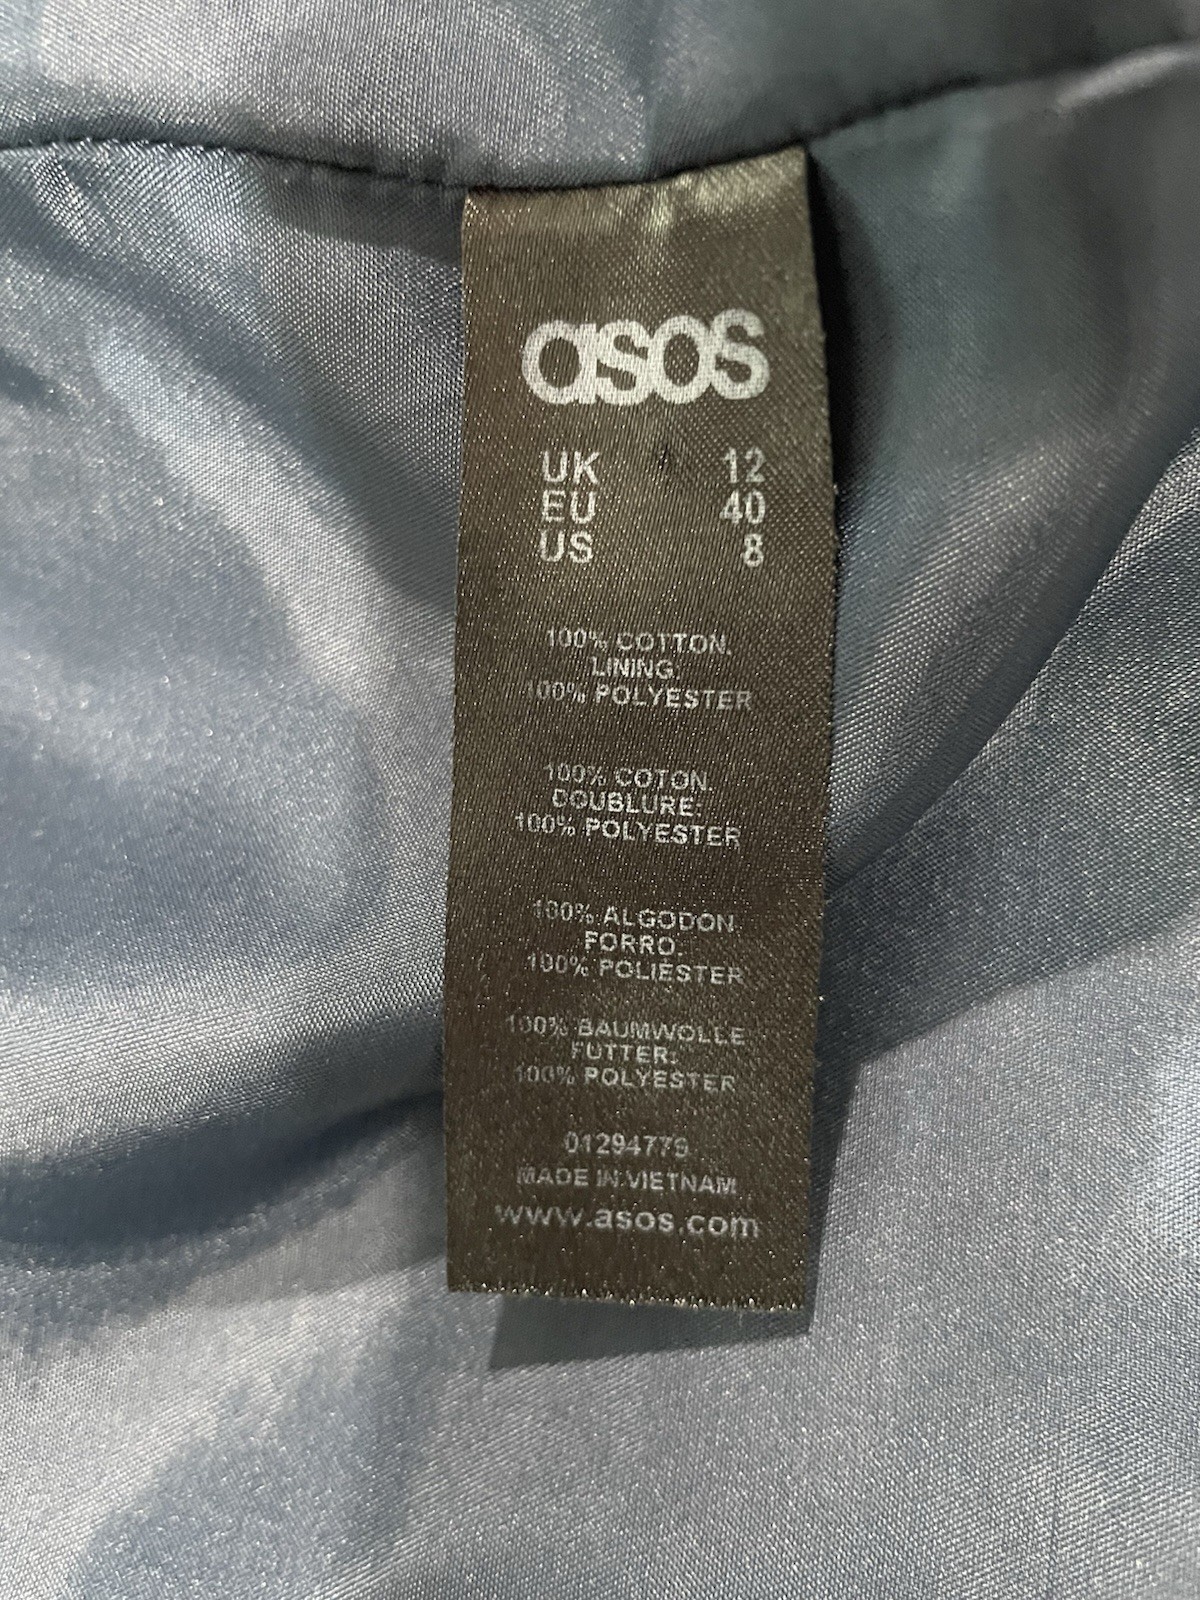 asos
UK 12
EU 40
US 8
100% COTTON.
LINING:
100% POLYESTER
100% COTON.
DOUBLURE:
100% POLYESTER
100% ALGODON.
FORRO:
100% POLIESTER
100% BAUMWOLLE
FUTTER:
100% POLYESTER
01294779
MADE IN VIETNAM
www.asos.com